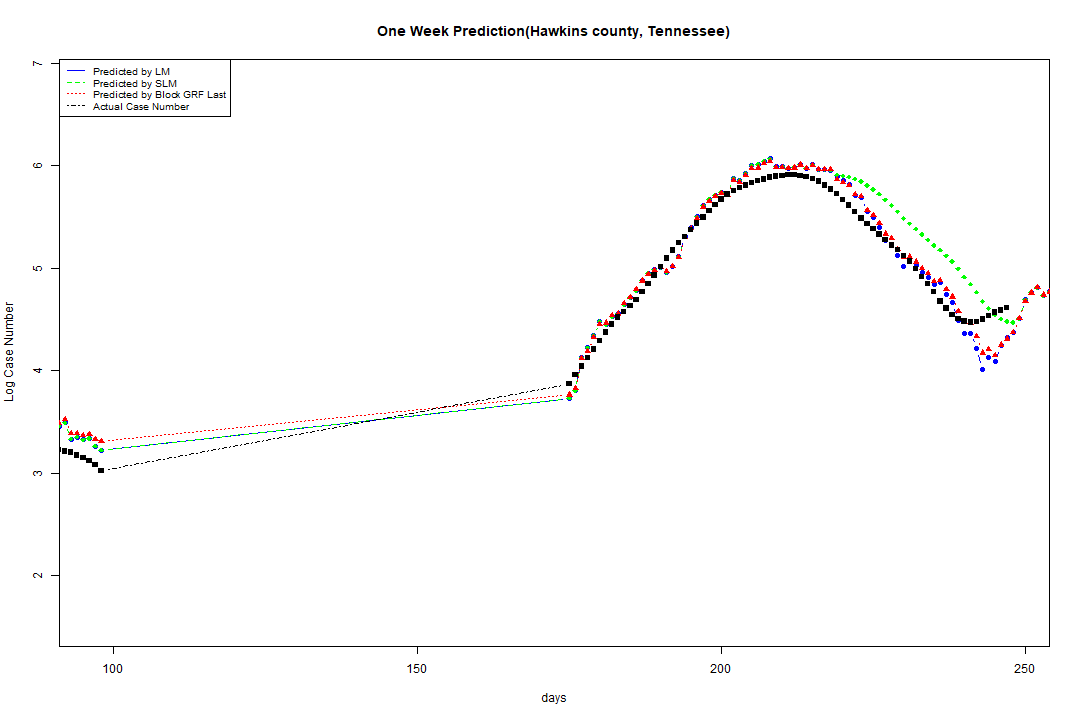 One Week Prediction(Hawkins county, Tennessee)
Predicted by LM
Predicted by SLM
Predicted by Block GRF Last
Actual Case Number
7
6
5
4
3
2
Log Case Number
100 150 200 250
days